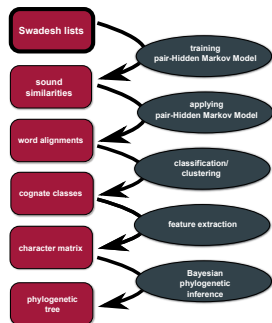 Swadesh lists
training
pair-Hidden Markov Model
sound
similarities
applying
pair-Hidden Markov Model
word alignments
classification/
clustering
cognate classes
feature extraction
character matrix
Bayesian
phylogenetic
inference
phylogenetic
tree